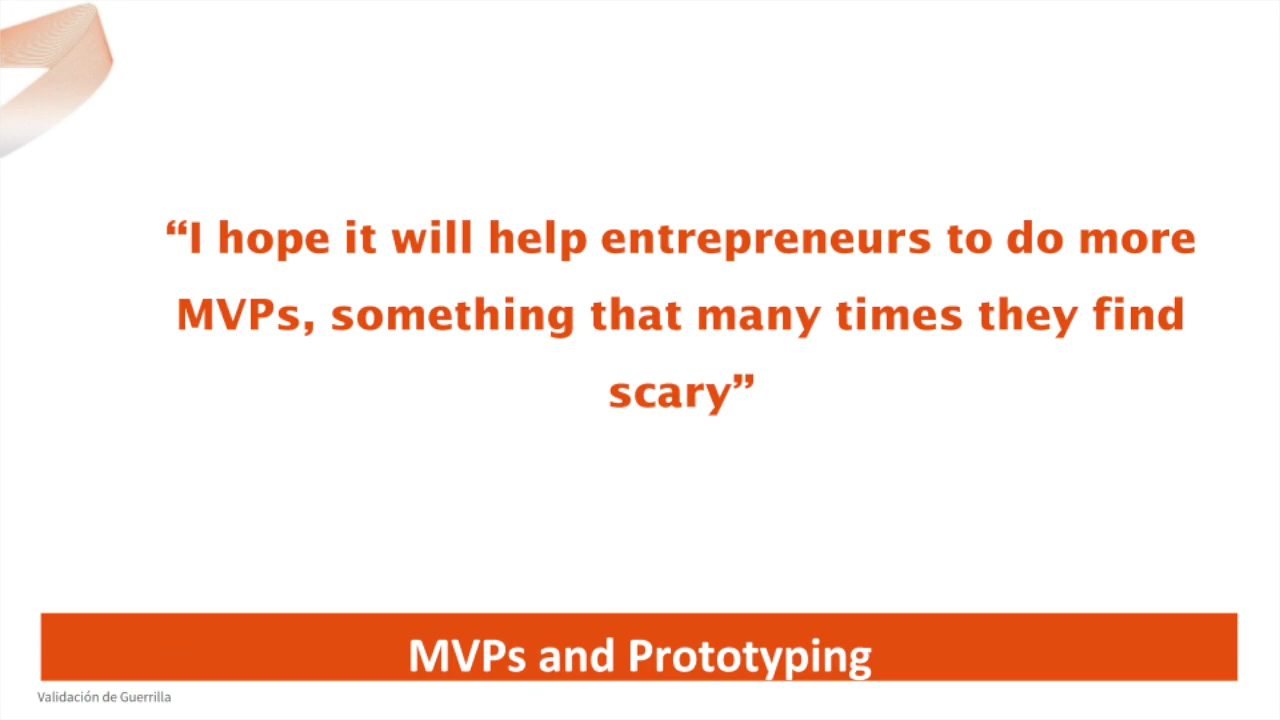 “I hope it will help entrepreneurs to do more
MVPs, something that many times they find
scary”
MVPs and Prototyping
Validación de Guerrilla